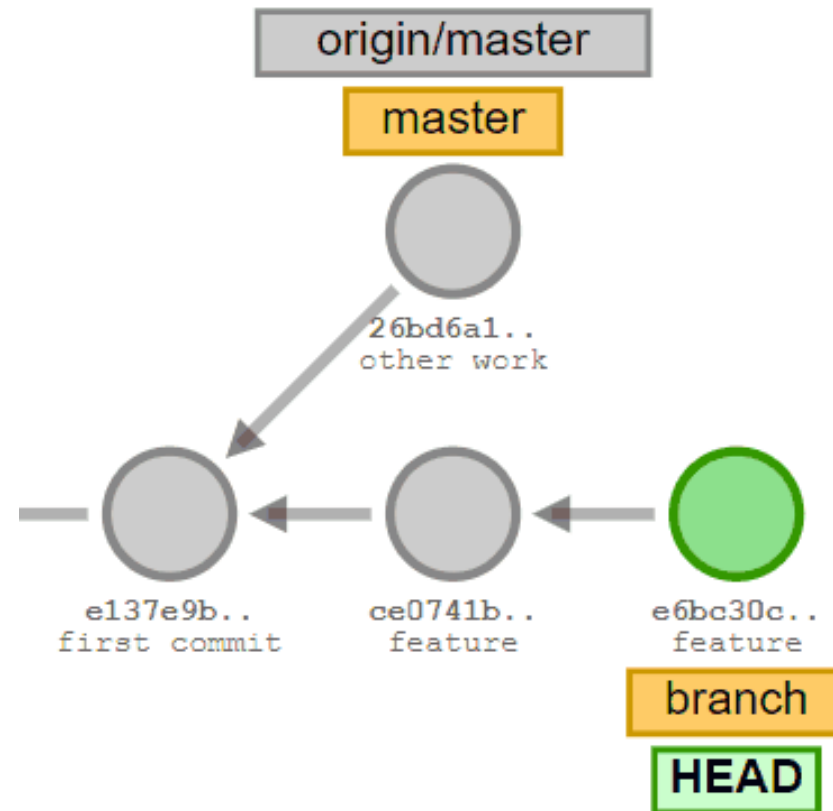 origin/master
master
26bd6a1..
other work
e137e9b..
first commit
ce0741b..
feature
e6bc30c..
feature
branch
HEAD